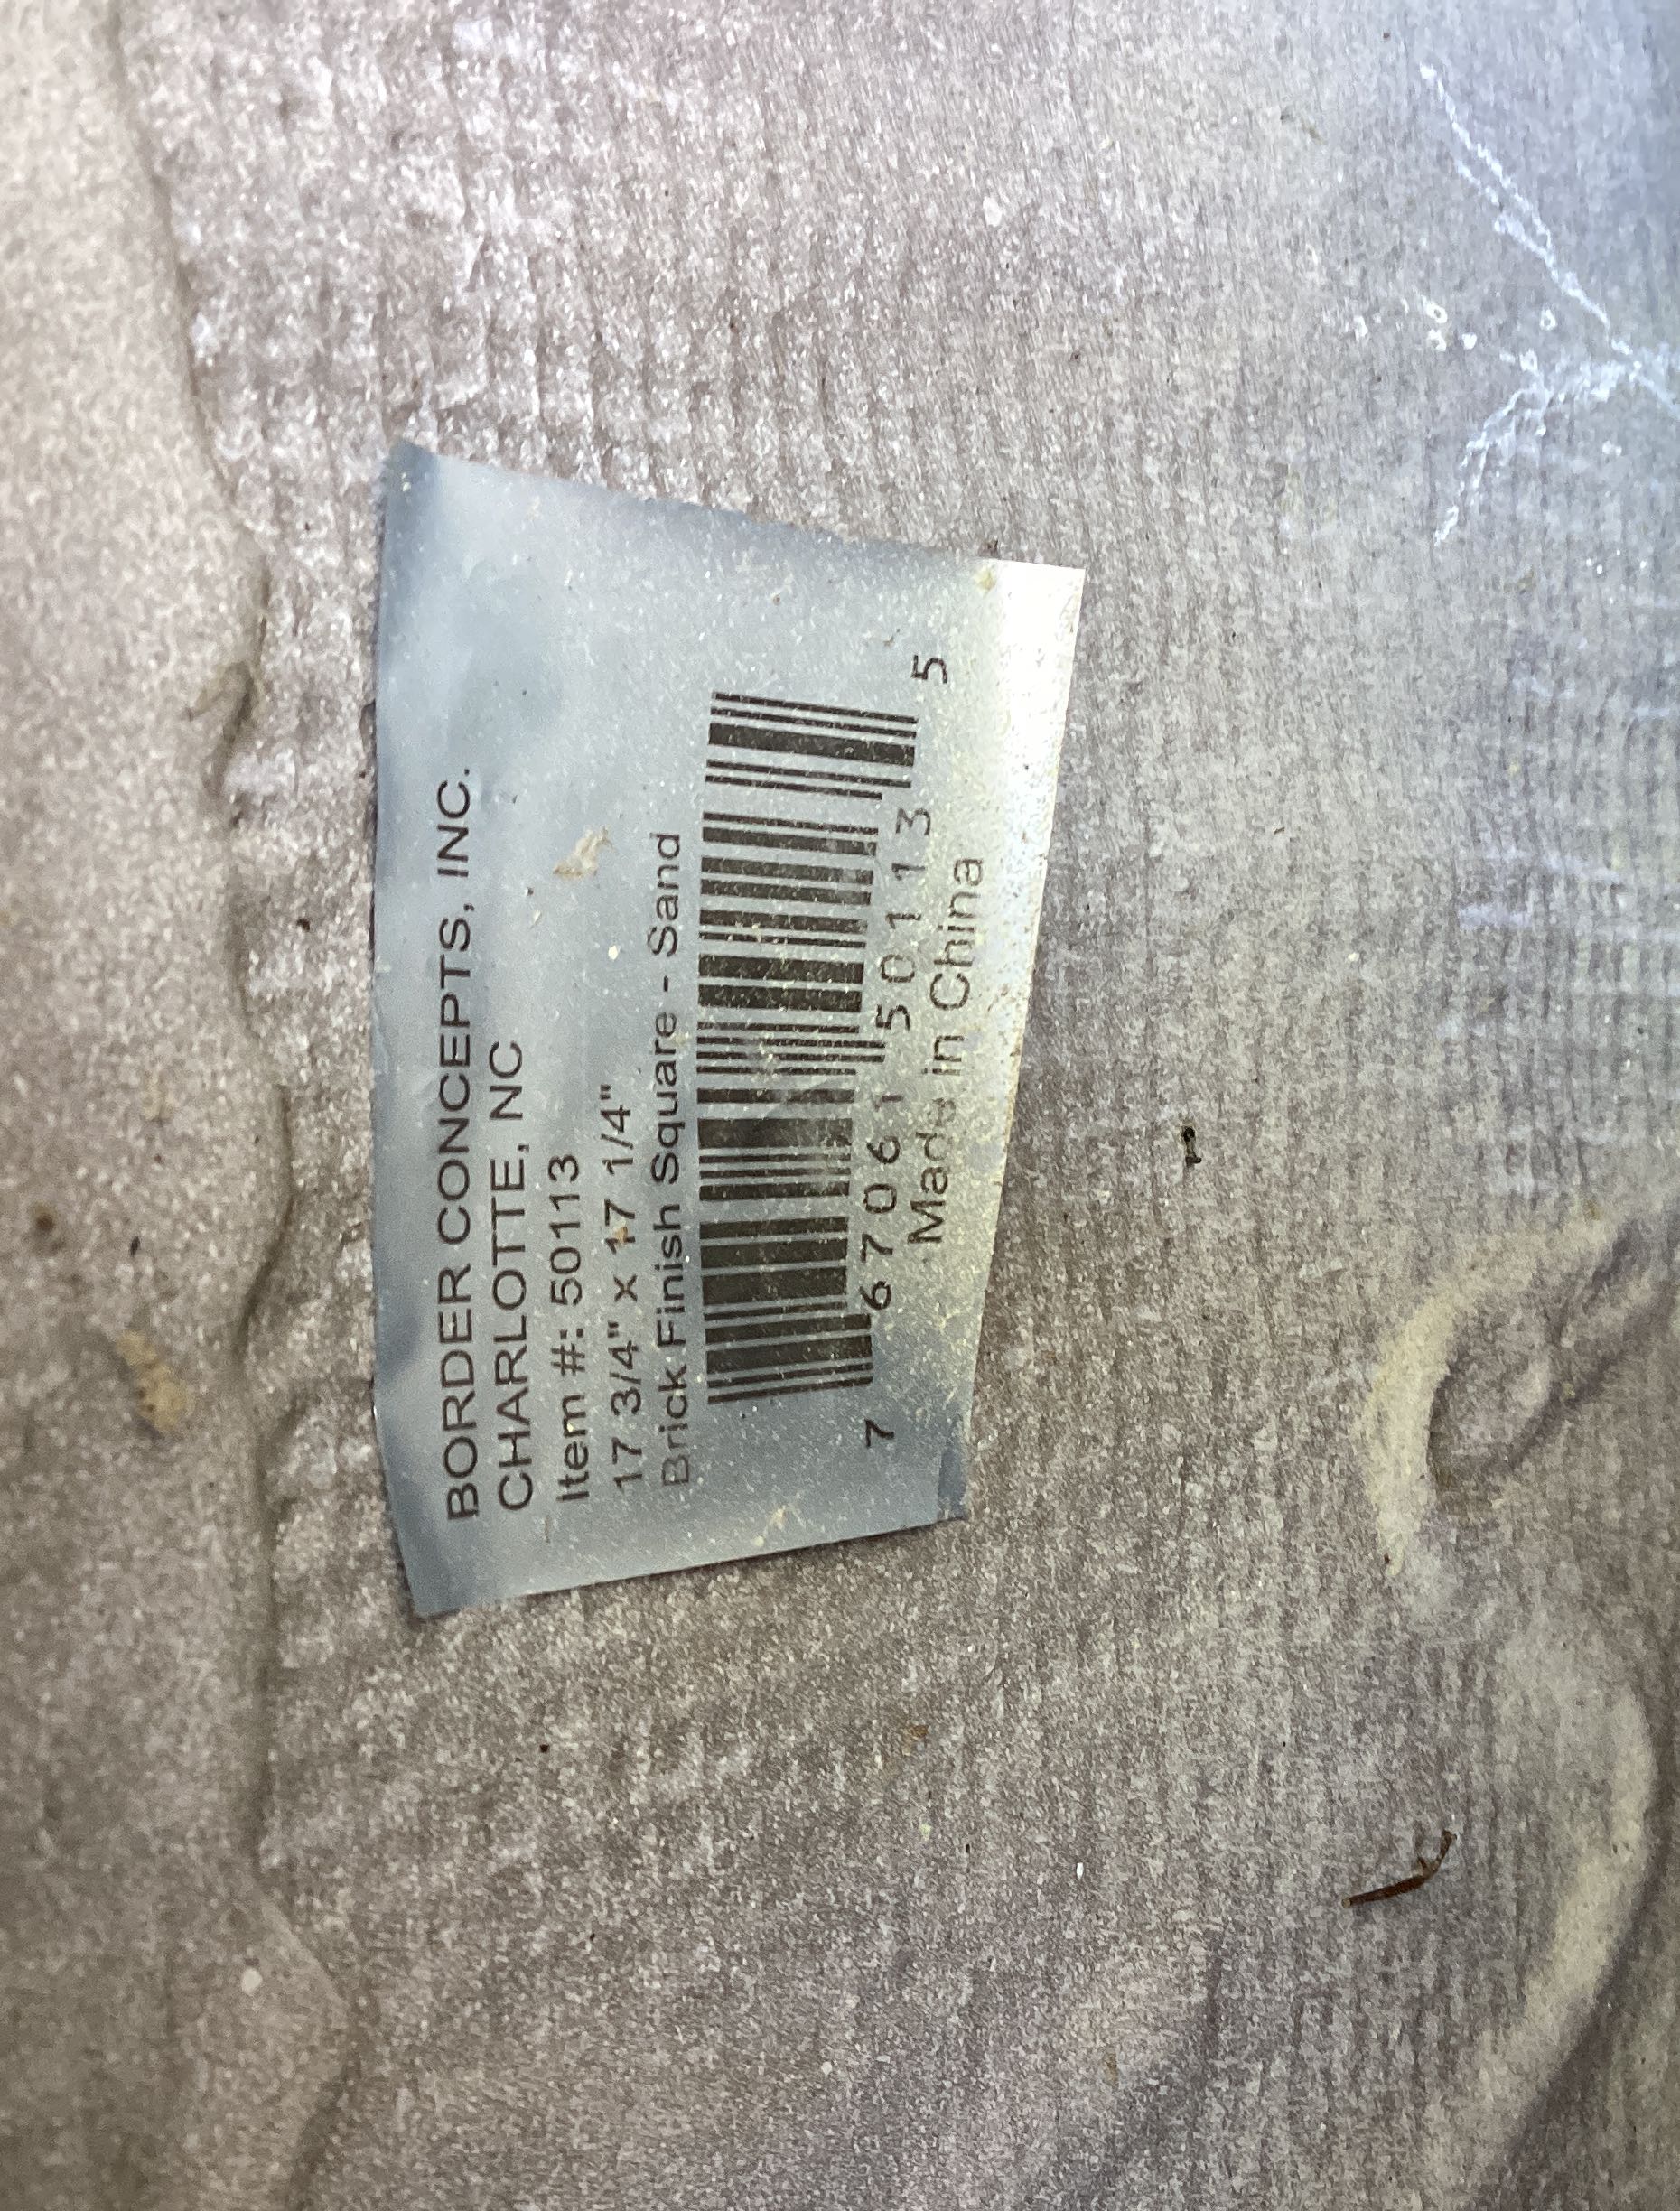 BORDER CONCEPTS, INC.
CHARLOTTE, NC
Item #: 50113
17 3/4" x 17 1/4"
Brick Finish Square - Sand
7 67061 50113 5
Made in China